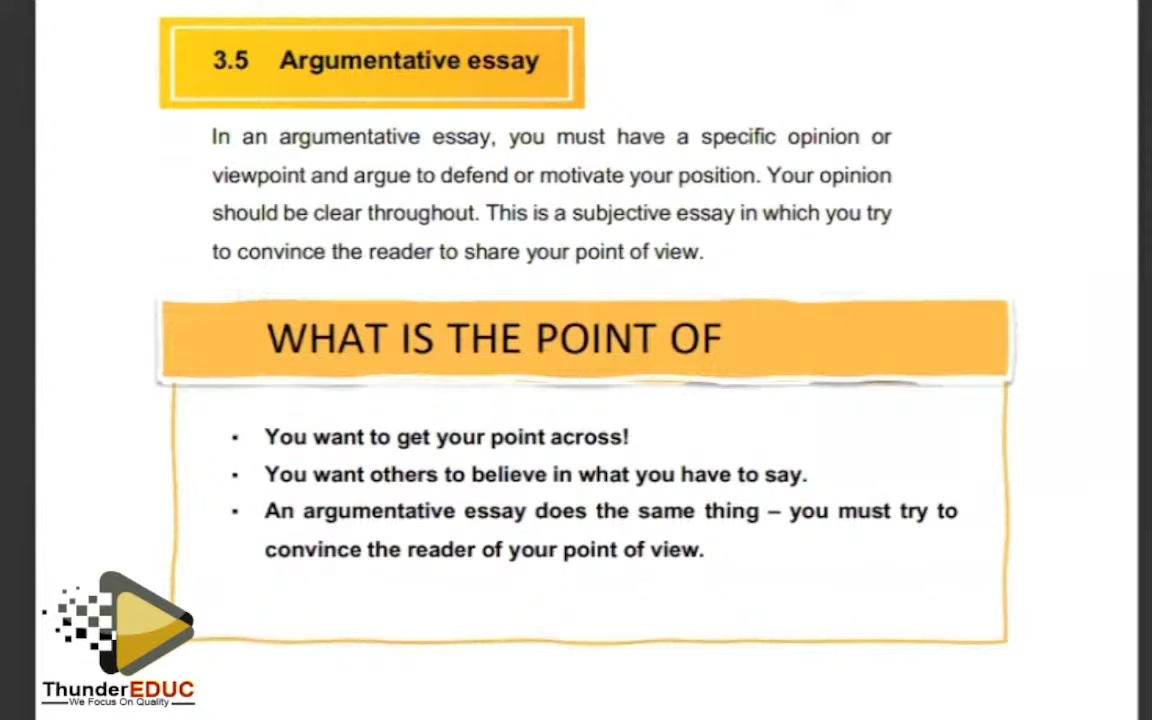 3.5 Argumentative essay
In an argumentative essay, you must have a specific opinion or
viewpoint and argue to defend or motivate your position. Your opinion
should be clear throughout. This is a subjective essay in which you try
to convince the reader to share your point of view.
WHAT IS THE POINT OF
▪ You want to get your point across!
▪ You want others to believe in what you have to say.
▪ An argumentative essay does the same thing – you must try to
convince the reader of your point of view.
ThunderEDUC
We Focus On Quality